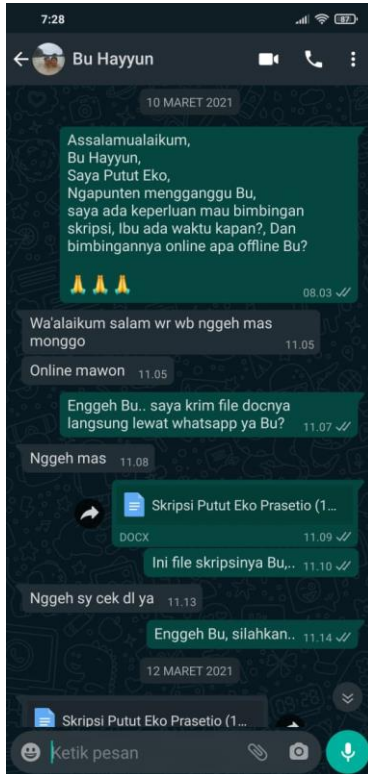 7:28
87
Bu Hayyun
10 MARET 2021
Assalamualaikum,
Bu Hayyun,
Saya Putut Eko,
Ngapunten mengganggu Bu,
saya ada keperluan mau bimbingan
skripsi, Ibu ada waktu kapan?, Dan
bimbingannya online apa offline Bu?
🙏🙏🙏
08.03
Wa'alaikum salam wr wb nggeh mas
monggo
11.05
Online mawon 11.05
Enggeh Bu.. saya krim file docnya
langsung lewat whatsapp ya Bu? 11.07
Nggeh mas 11.08
Skripsi Putut Eko Prasetio (1...
DOCX 11.09
Ini file skripsinya Bu,.. 11.10
Nggeh sy cek dl ya 11.13
Enggeh Bu, silahkan.. 11.14
12 MARET 2021
Skripsi Putut Eko Prasetio (1...
Ketik pesan